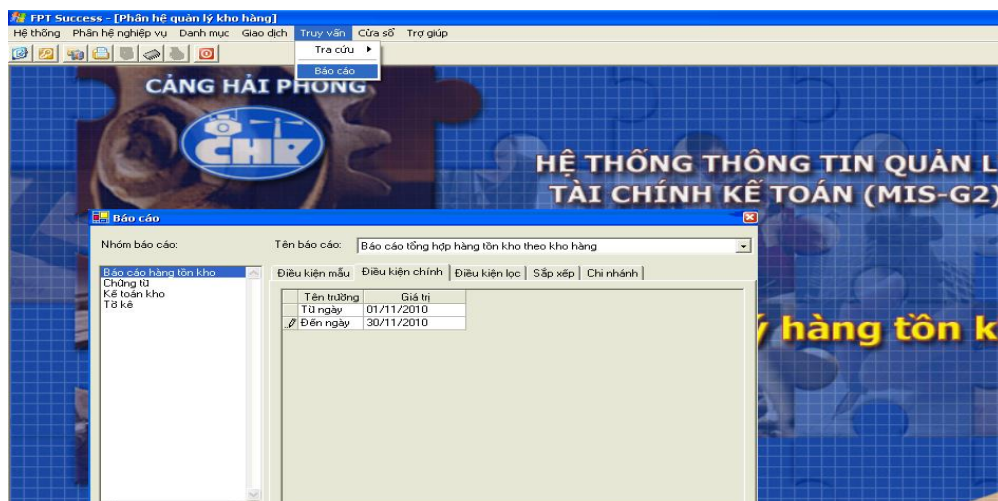 FPT Success - [Phân hệ quản lý kho hàng]
Hệ thống Phân hệ nghiệp vụ Danh mục Giao dịch Truy vấn Cửa sổ Trợ giúp
Tra cứu
Báo cáo
CẢNG HẢI PHÒNG
CHP
HỆ THỐNG THÔNG TIN QUẢN L
TÀI CHÍNH KẾ TOÁN (MIS-G2)
Báo cáo
Nhóm báo cáo: Tên báo cáo: Báo cáo tổng hợp hàng tồn kho theo kho hàng
Báo cáo hàng tồn kho
Chứng từ
Kế toán kho
Tờ kê
Điều kiện mẫu Điều kiện chính Điều kiện lọc Sắp xếp Chi nhánh
Tên trường Giá trị
Từ ngày 01/11/2010
Đến ngày 30/11/2010
ý hàng tồn k